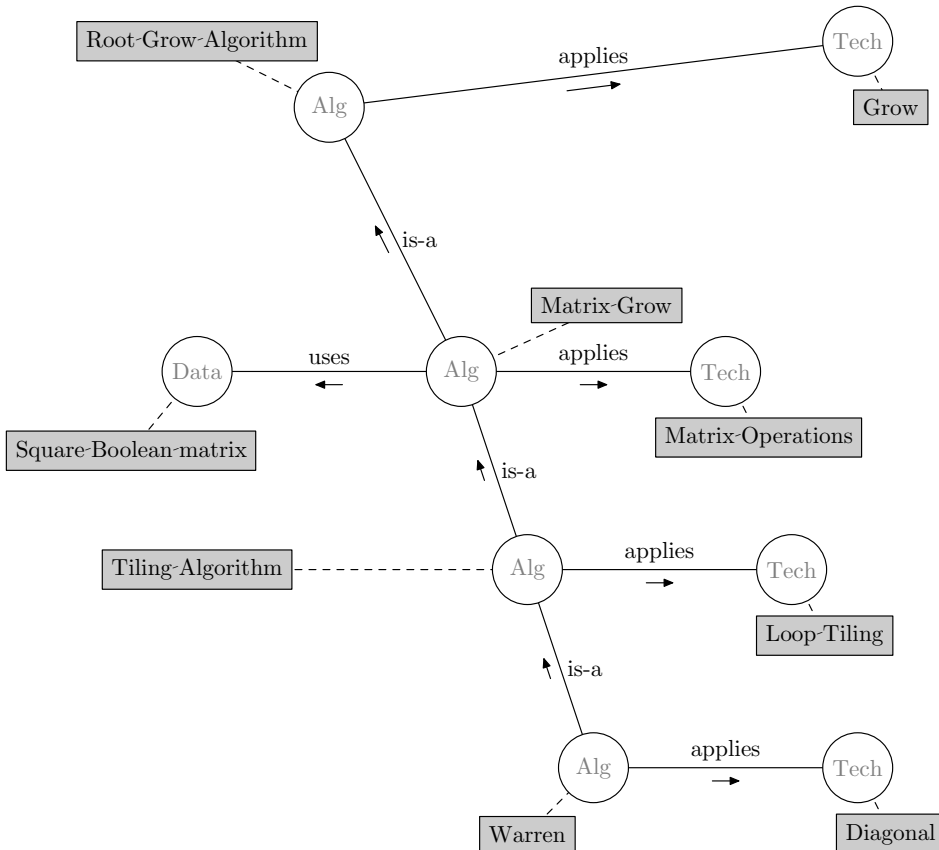 Root-Grow-Algorithm
Tech
applies
Alg
Grow
is-a
Matrix-Grow
uses
applies
Data
Alg
Tech
Square-Boolean-matrix
Matrix-Operations
is-a
applies
Tiling-Algorithm
Alg
Tech
Loop-Tiling
is-a
applies
Alg
Tech
Warren
Diagonal